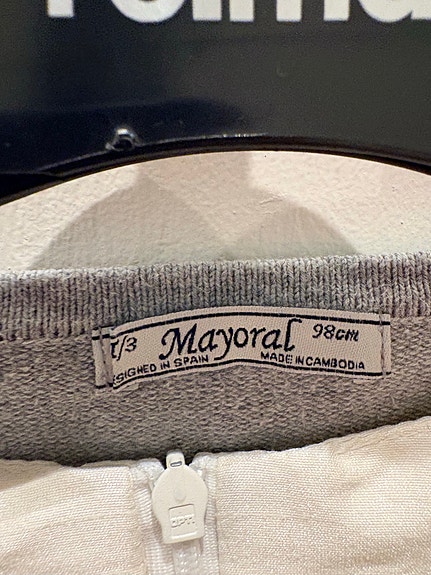 T/3 Mayoral 98cm
DESIGNED IN SPAIN MADE IN CAMBODIA